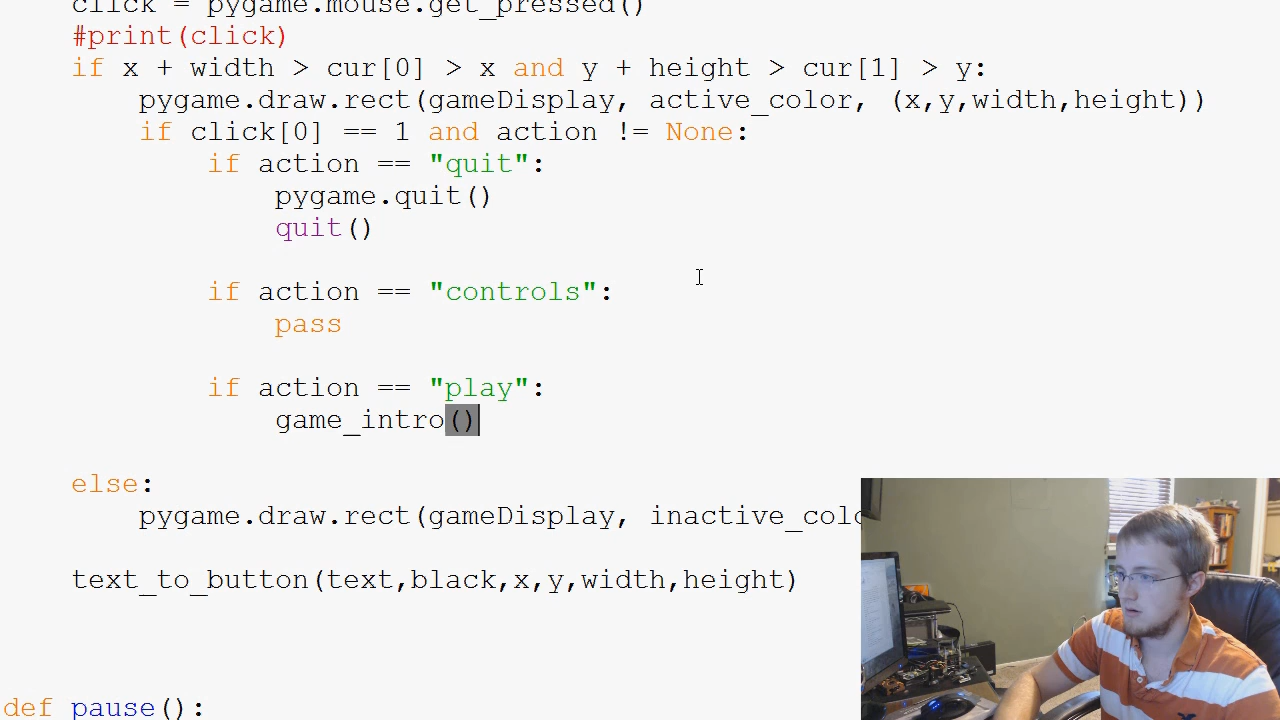 click = pygame.mouse.get_pressed()
#print(click)
if x + width > cur[0] > x and y + height > cur[1] > y:
pygame.draw.rect(gameDisplay, active_color, (x,y,width,height))
if click[0] == 1 and action != None:
if action == "quit":
pygame.quit()
quit()
if action == "controls":
pass
if action == "play":
game_intro()
else:
pygame.draw.rect(gameDisplay,
text_to_button(text,black,x,y,width,height)
def pause():